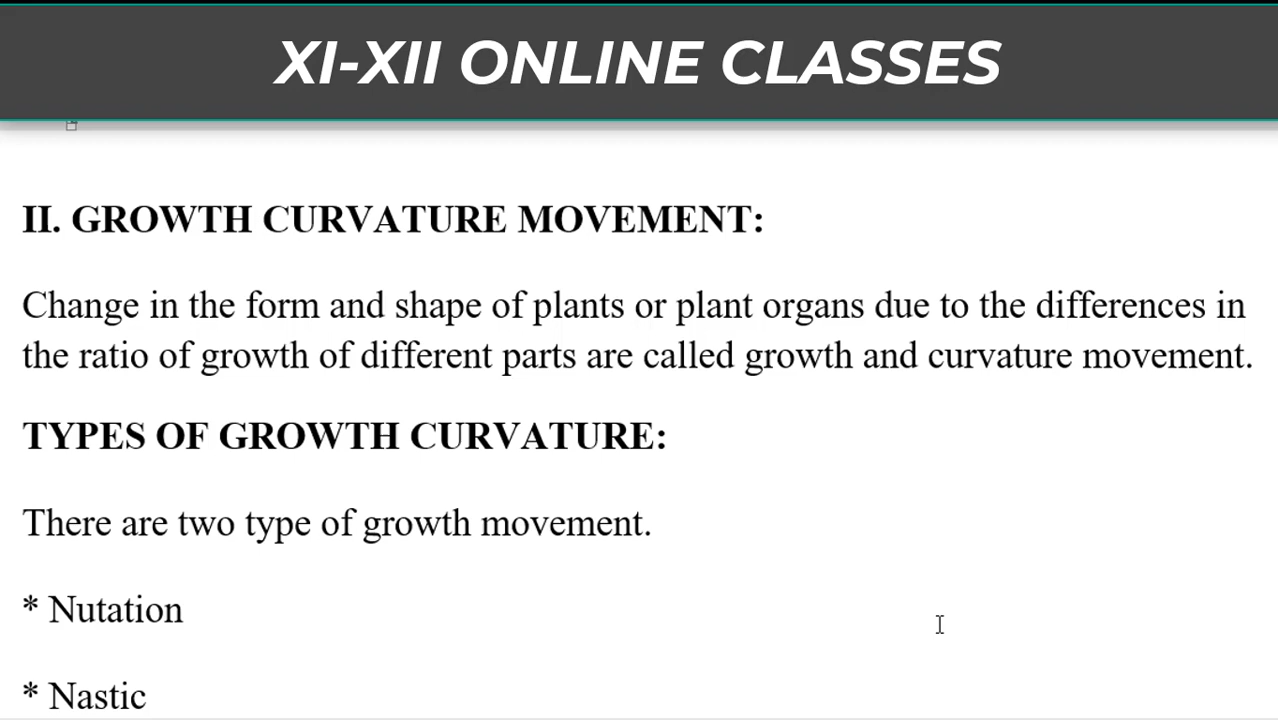 XI-XII ONLINE CLASSES
II. GROWTH CURVATURE MOVEMENT:
Change in the form and shape of plants or plant organs due to the differences in
the ratio of growth of different parts are called growth and curvature movement.
TYPES OF GROWTH CURVATURE:
There are two type of growth movement.
* Nutation
* Nastic